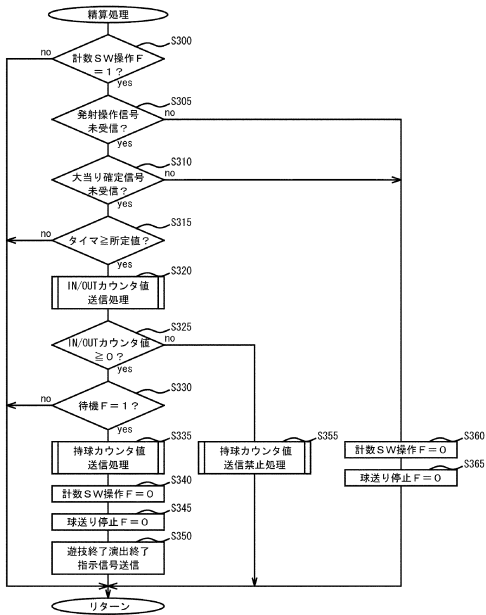 精算処理
S300
no
計数SW操作F
=1?
yes
S305
発射操作信号
未受信?
no
yes
S310
大当り確定信号
未受信?
no
yes
S315
no
タイマ≧所定値?
yes
S320
IN/OUTカウンタ値
送信処理
S325
IN/OUTカウンタ値
≧0?
no
yes
S330
no
待機F=1?
yes
S335
持球カウンタ値
送信処理
S355
持球カウンタ値
送信禁止処理
S360
計数SW操作F=0
S365
球送り停止F=0
S340
計数SW操作F=0
S345
球送り停止F=0
S350
遊技終了演出終了
指示信号送信
リターン